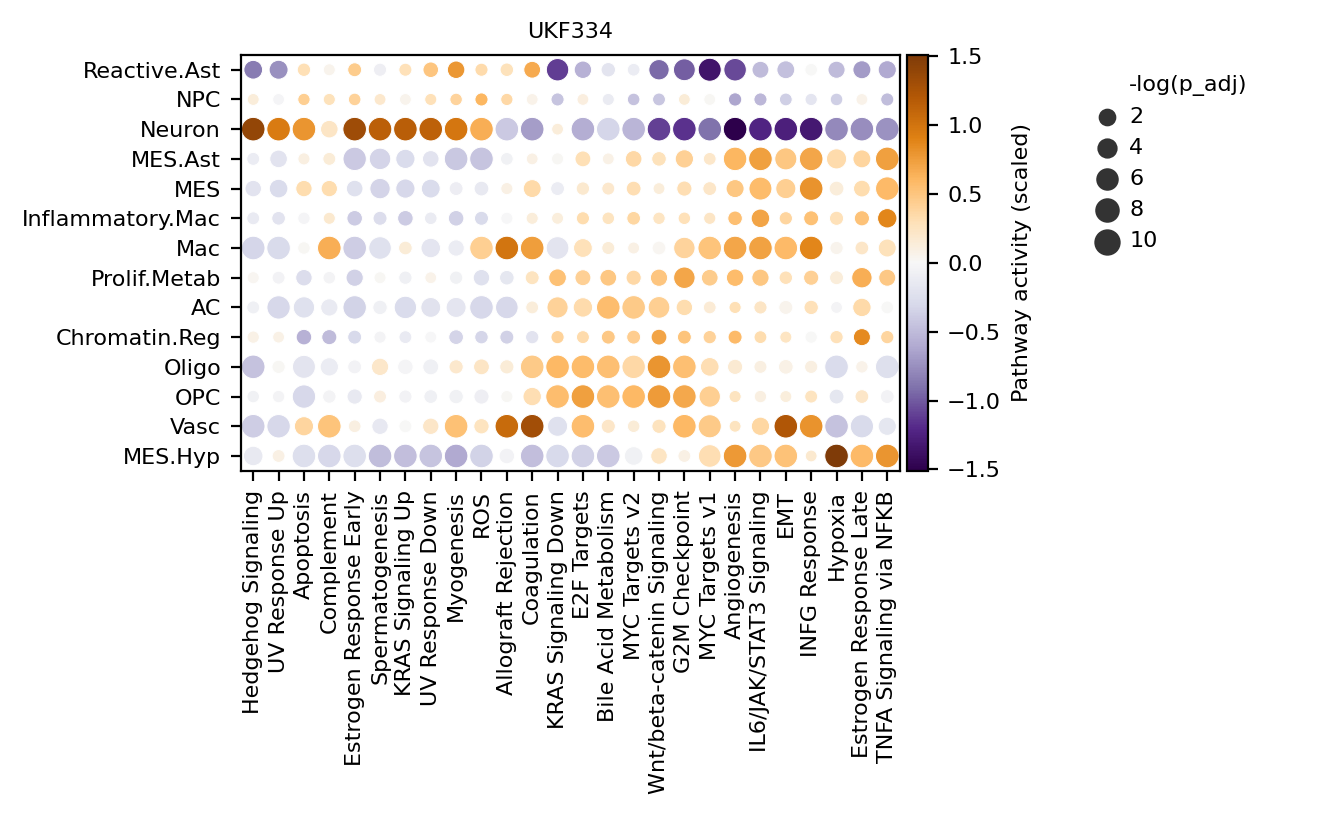 UKF334
Reactive.Ast
NPC
Neuron
MES.Ast
MES
Inflammatory.Mac
Mac
Prolif.Metab
AC
Chromatin.Reg
Oligo
OPC
Vasc
MES.Hyp
Hedgehog Signaling
UV Response Up
Apoptosis
Complement
Estrogen Response Early
Spermatogenesis
KRAS Signaling Up
UV Response Down
Myogenesis
ROS
Allograft Rejection
Coagulation
KRAS Signaling Down
E2F Targets
Bile Acid Metabolism
MYC Targets v2
Wnt/beta-catenin Signaling
G2M Checkpoint
MYC Targets v1
Angiogenesis
IL6/JAK/STAT3 Signaling
EMT
INFG Response
Hypoxia
Estrogen Response Late
TNFA Signaling via NFKB
1.5
1.0
0.5
0.0
−0.5
−1.0
−1.5
Pathway activity (scaled)
-log(p_adj)
2
4
6
8
10